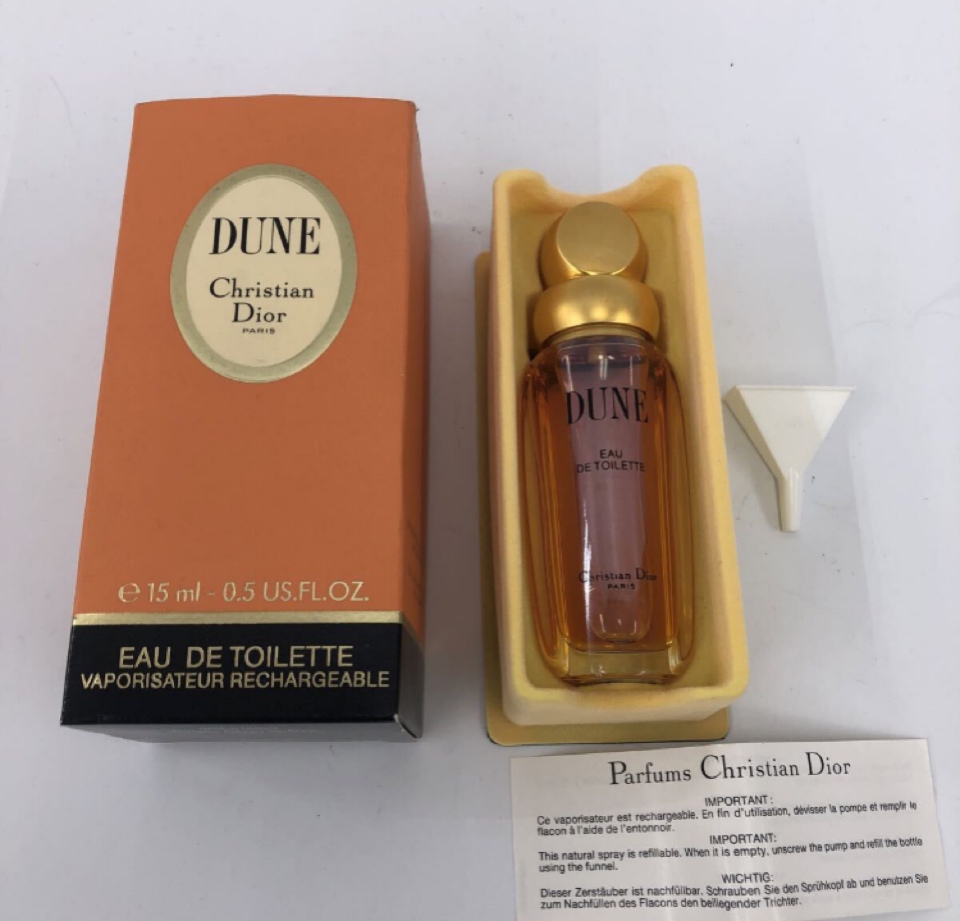 DUNE
Christian
Dior
PARIS
℮ 15 ml - 0.5 US.FL.OZ.
EAU DE TOILETTE
VAPORISATEUR RECHARGEABLE
DUNE
EAU
DE TOILETTE
Christian Dior
PARIS
Parfums Christian Dior
IMPORTANT:
Ce vaporisateur est rechargeable. En fin d'utilisation, dévisser la pompe et remplir le
flacon à l'aide de l'entonnoir.
IMPORTANT:
This natural spray is refillable. When it is empty, unscrew the pump and refill the bottle
using the funnel.
WICHTIG:
Dieser Zerstäuber ist nachfüllbar. Schrauben Sie den Sprühkopf ab und benutzen Sie
zum Nachfüllen des Flacons den beiliegender Trichter.